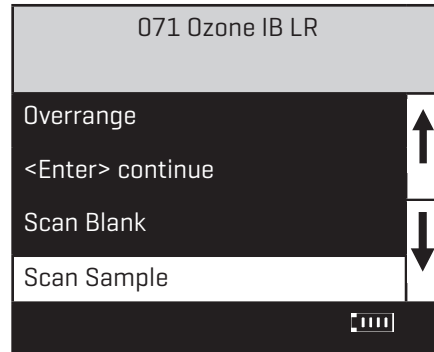 071 Ozone IB LR
Overrange
<Enter> continue
Scan Blank
Scan Sample